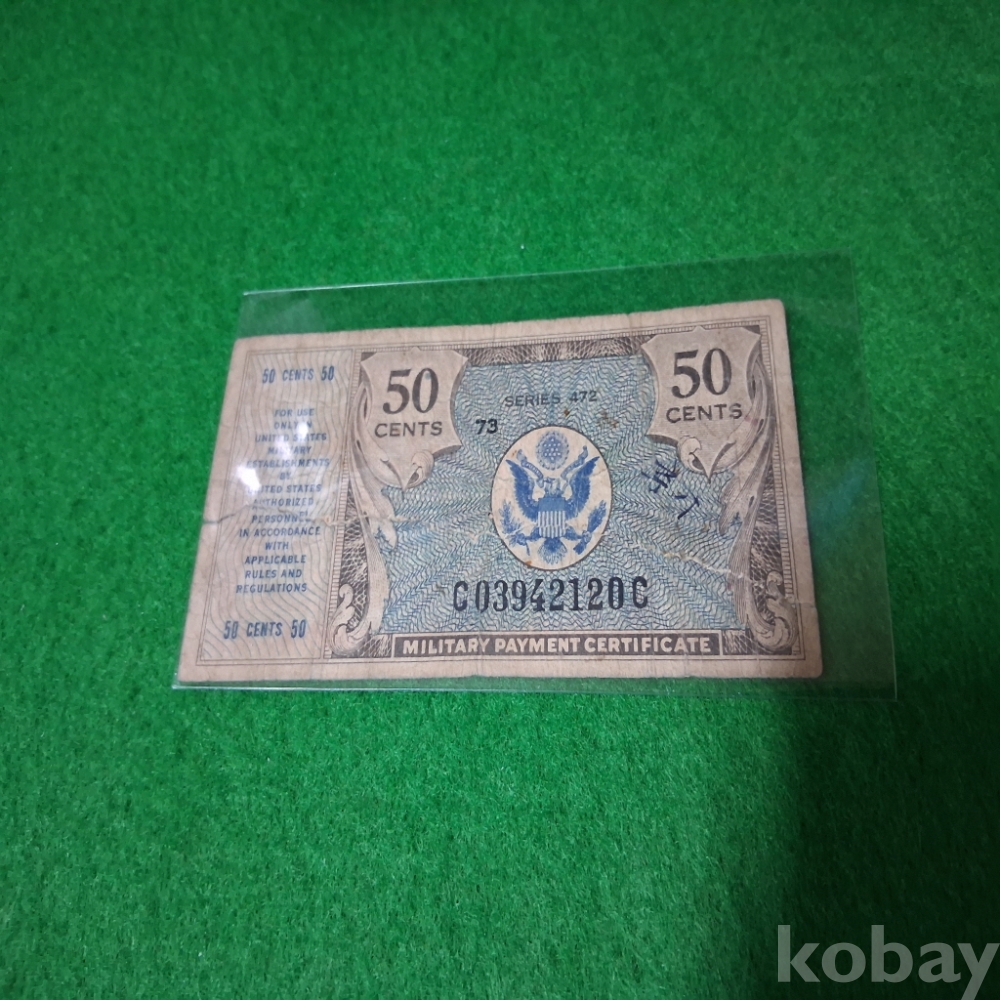 50 CENTS 50
FOR USE
ONLY IN
UNITED STATES
MILITARY
ESTABLISHMENTS
BY
UNITED STATES
AUTHORIZED
PERSONNEL
IN ACCORDANCE
WITH
APPLICABLE
RULES AND
REGULATIONS
50 CENTS 50
50
CENTS
SERIES 472
73
50
CENTS
C03942120C
MILITARY PAYMENT CERTIFICATE
kobay